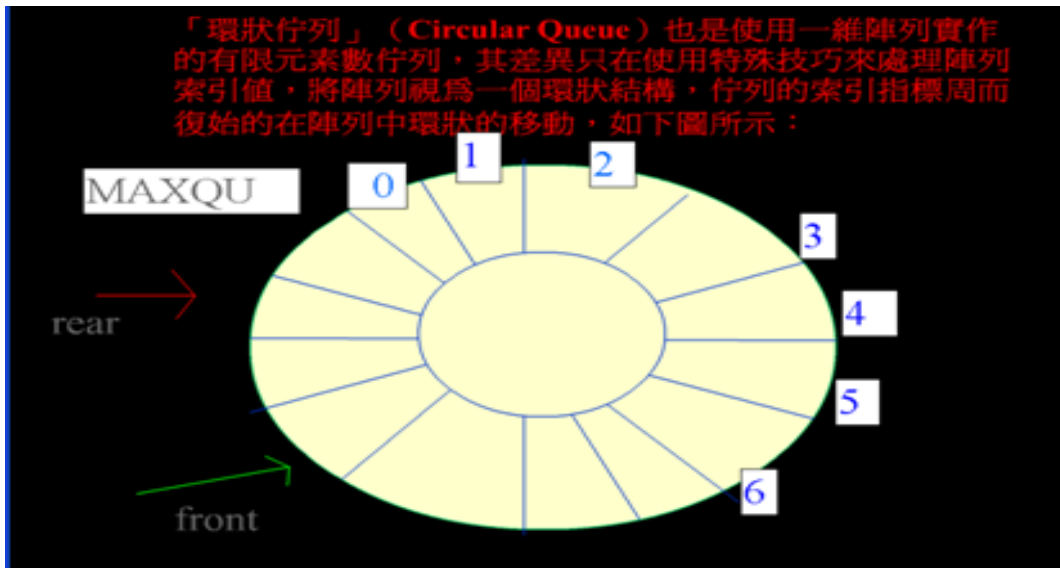 「環狀佇列」（Circular Queue）也是使用一維陣列實作
的有限元素數佇列，其差異只在使用特殊技巧來處理陣列
索引值，將陣列視為一個環狀結構，佇列的索引指標周而
復始的在陣列中環狀的移動，如下圖所示：
1
2
0
MAXQU
3
4
rear
5
6
front